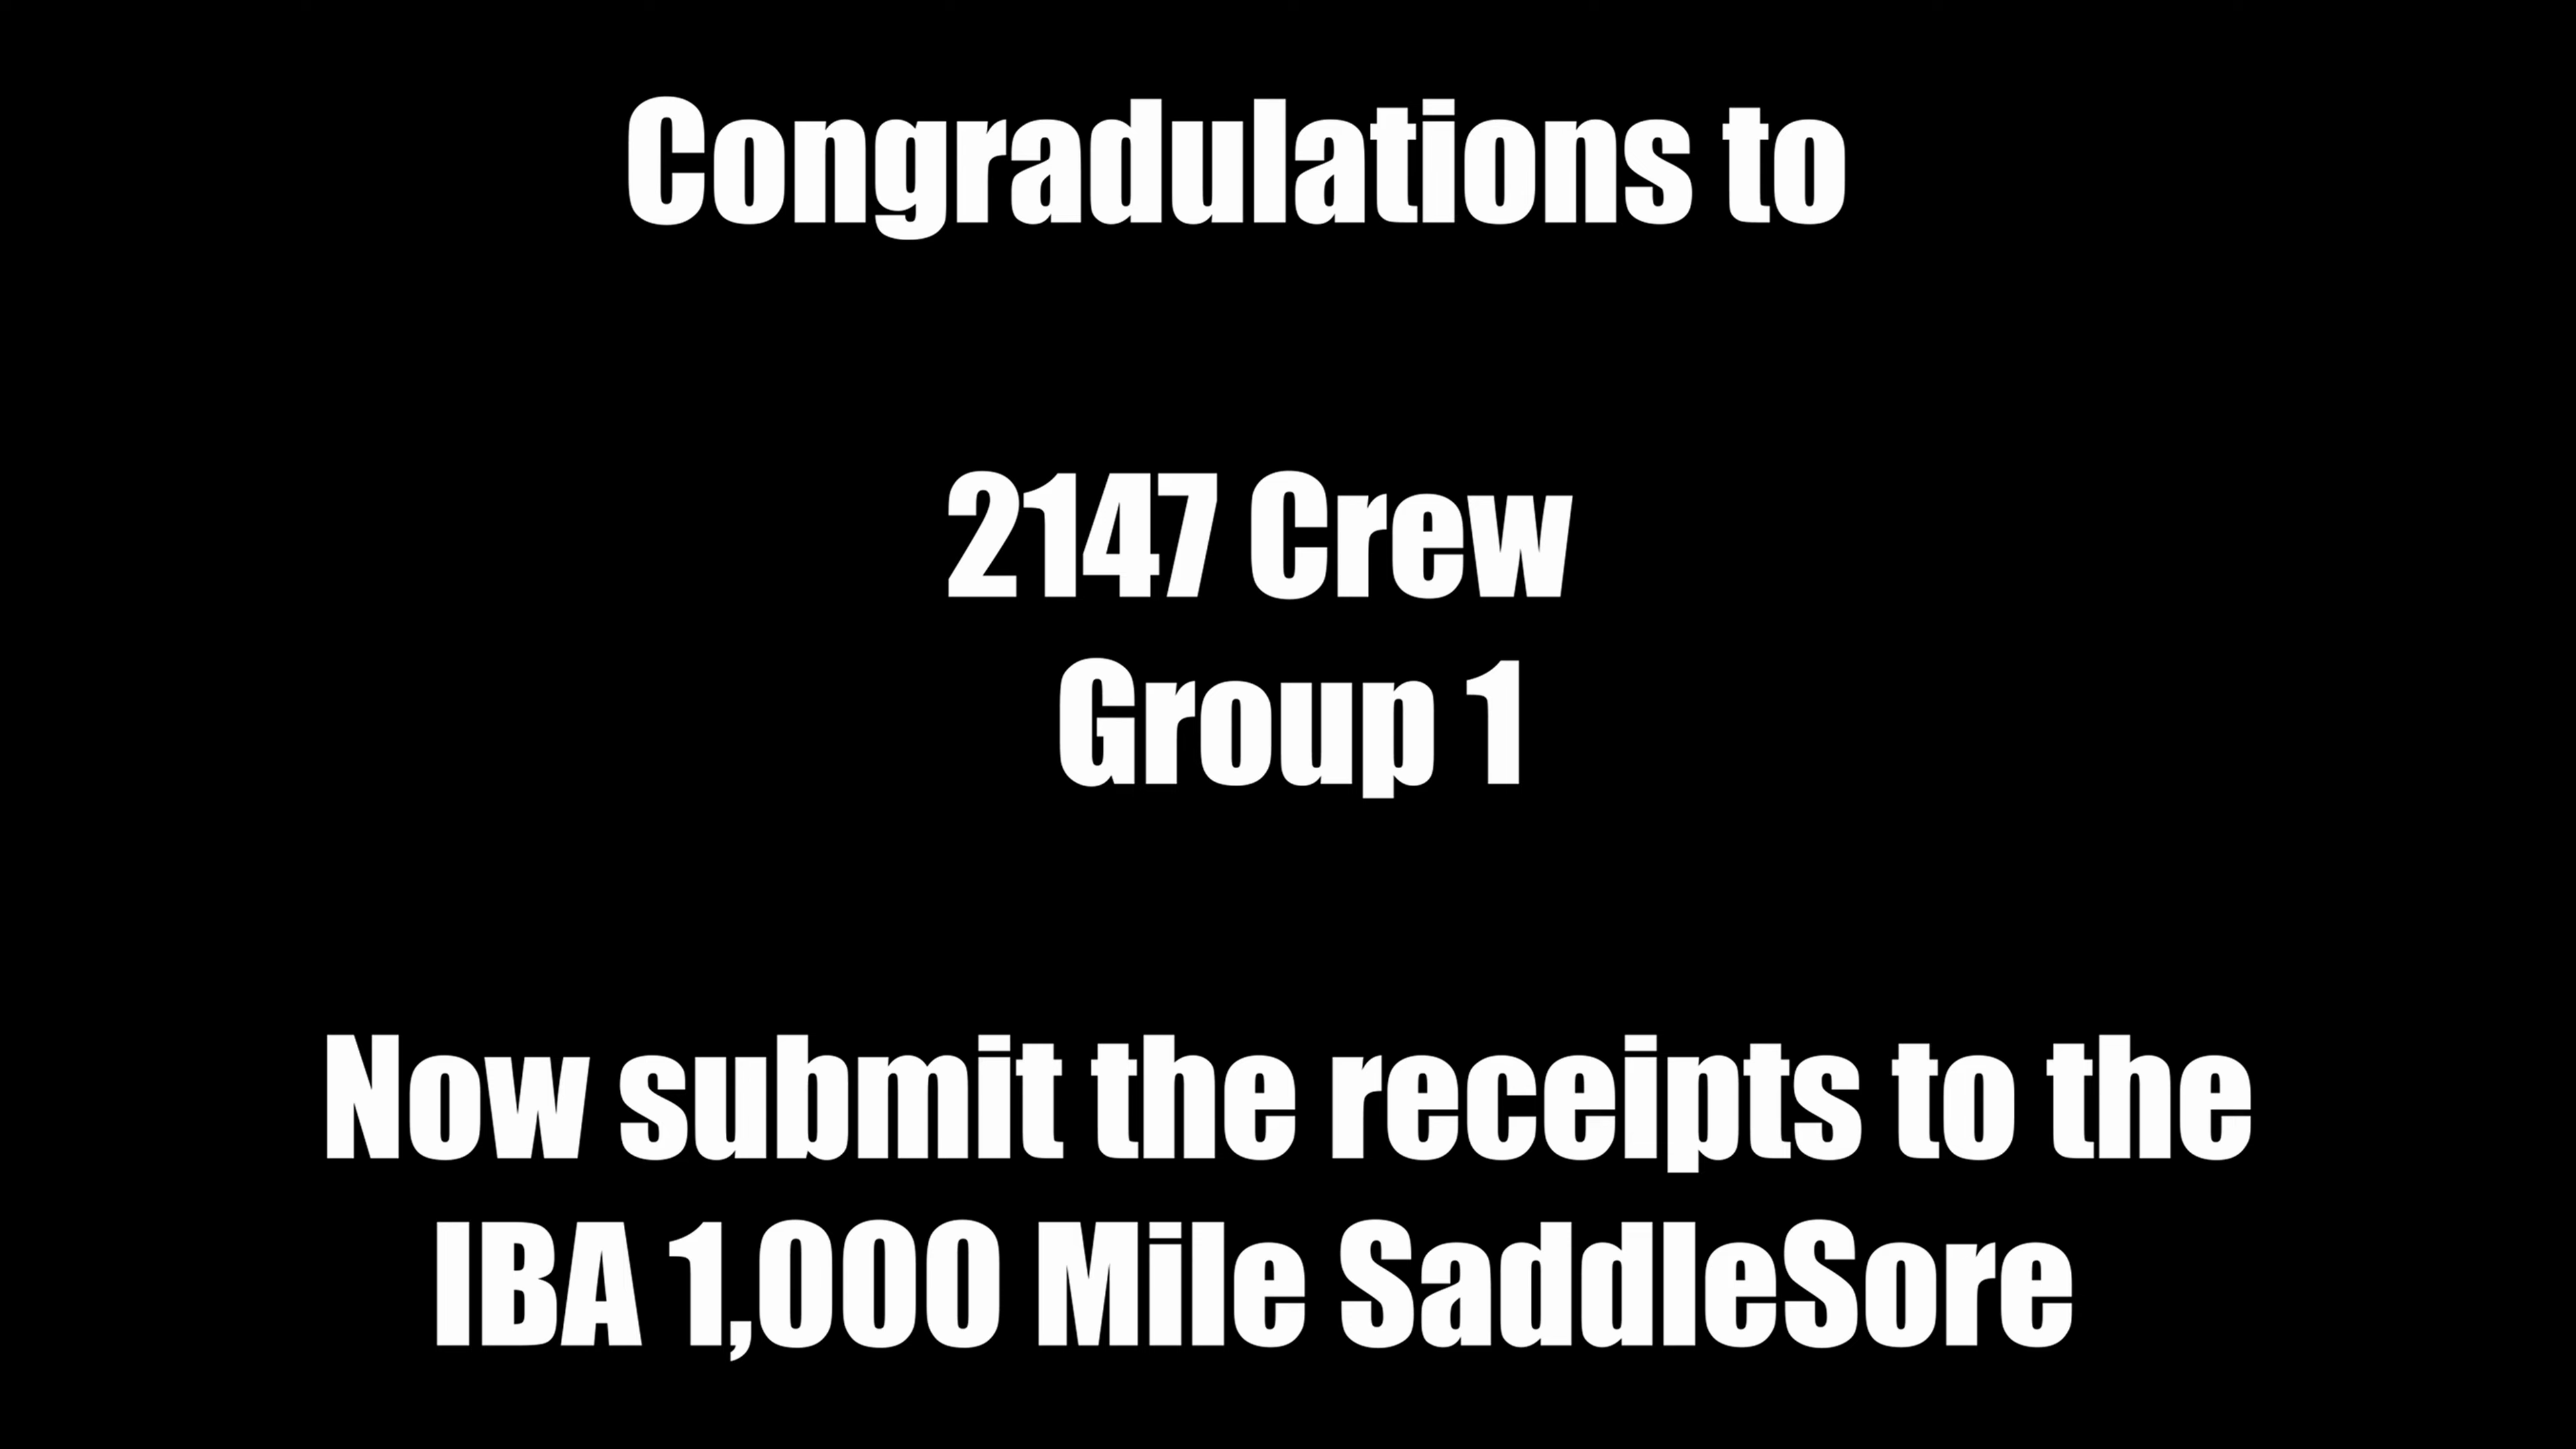 Congradulations to
2147 Crew
Group 1
Now submit the receipts to the
IBA 1,000 Mile SaddleSore